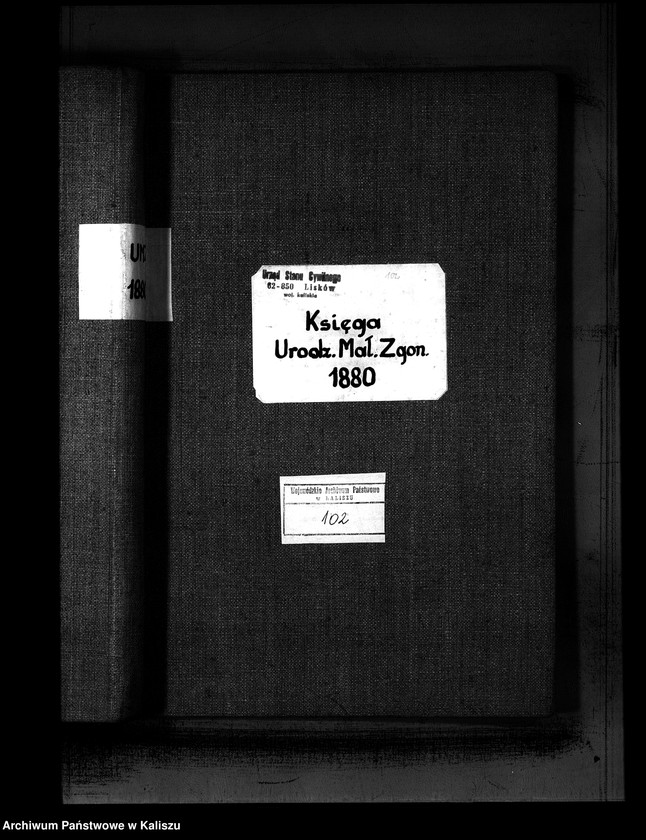 UK
1880
Urząd Stanu Cywilnego
62-850 Lisków
woj. kaliskie
102
Księga
Urodz. Mał. Zgon.
1880
Wojewódzkie Archiwum Państwowe
w KALISZU
102
Archiwum Państwowe w Kaliszu